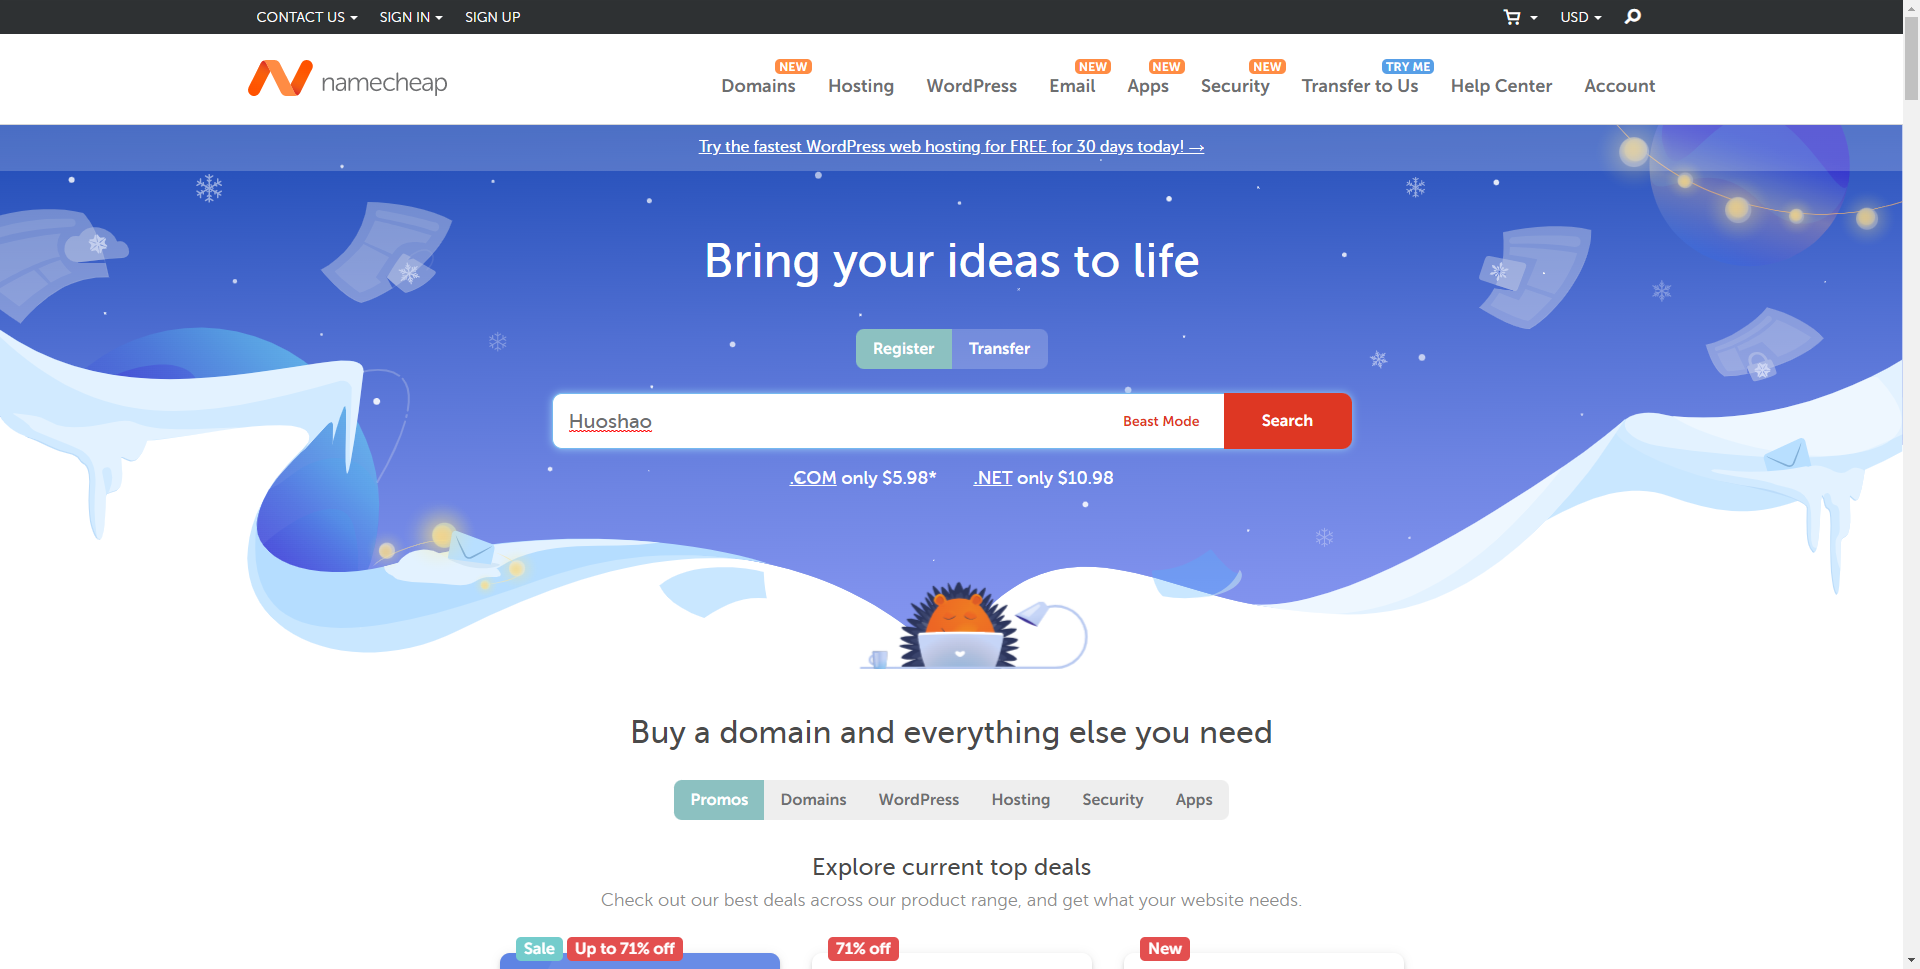 CONTACT US SIGN IN SIGN UP USD
namecheap
NEW NEW NEW NEW TRY ME
Domains Hosting WordPress Email Apps Security Transfer to Us Help Center Account
Try the fastest WordPress web hosting for FREE for 30 days today! →
Bring your ideas to life
Register Transfer
Huoshao Beast Mode Search
.COM only $5.98* .NET only $10.98
Buy a domain and everything else you need
Promos Domains WordPress Hosting Security Apps
Explore current top deals
Check out our best deals across our product range, and get what your website needs.
Sale Up to 71% off 71% off New